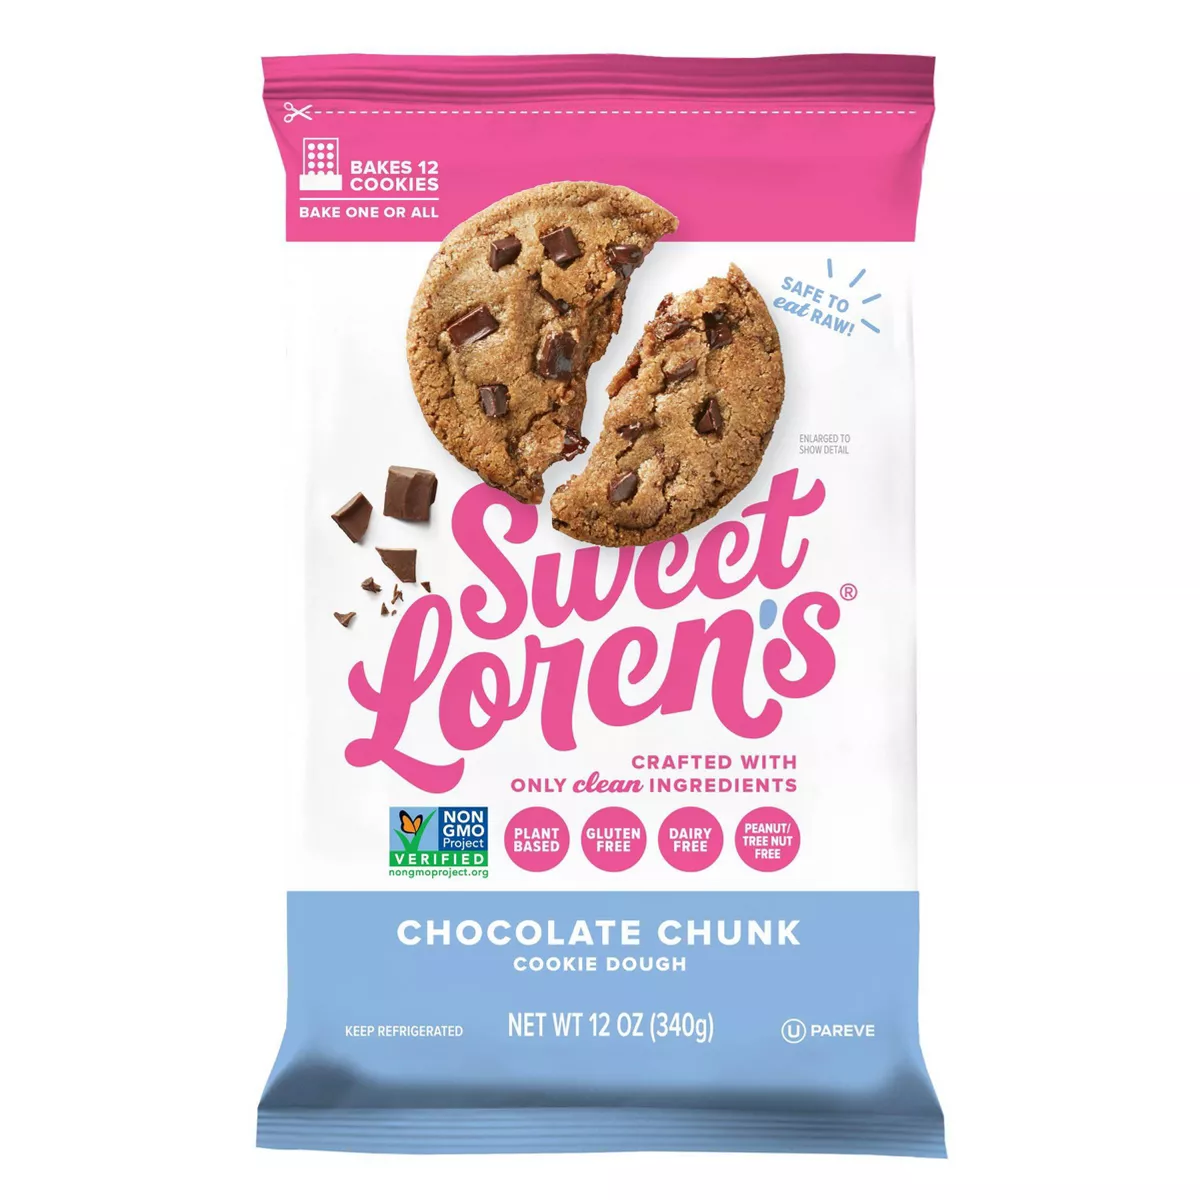 BAKES 12
COOKIES
BAKE ONE OR ALL
SAFE TO
eat RAW!
ENLARGED TO
SHOW DETAIL
Sweet
Loren's®
CRAFTED WITH
ONLY clean INGREDIENTS
NON
GMO
Project
VERIFIED
nongmoproject.org
PLANT
BASED
GLUTEN
FREE
DAIRY
FREE
PEANUT/
TREE NUT
FREE
CHOCOLATE CHUNK
COOKIE DOUGH
KEEP REFRIGERATED
NET WT 12 OZ (340g)
U PAREVE